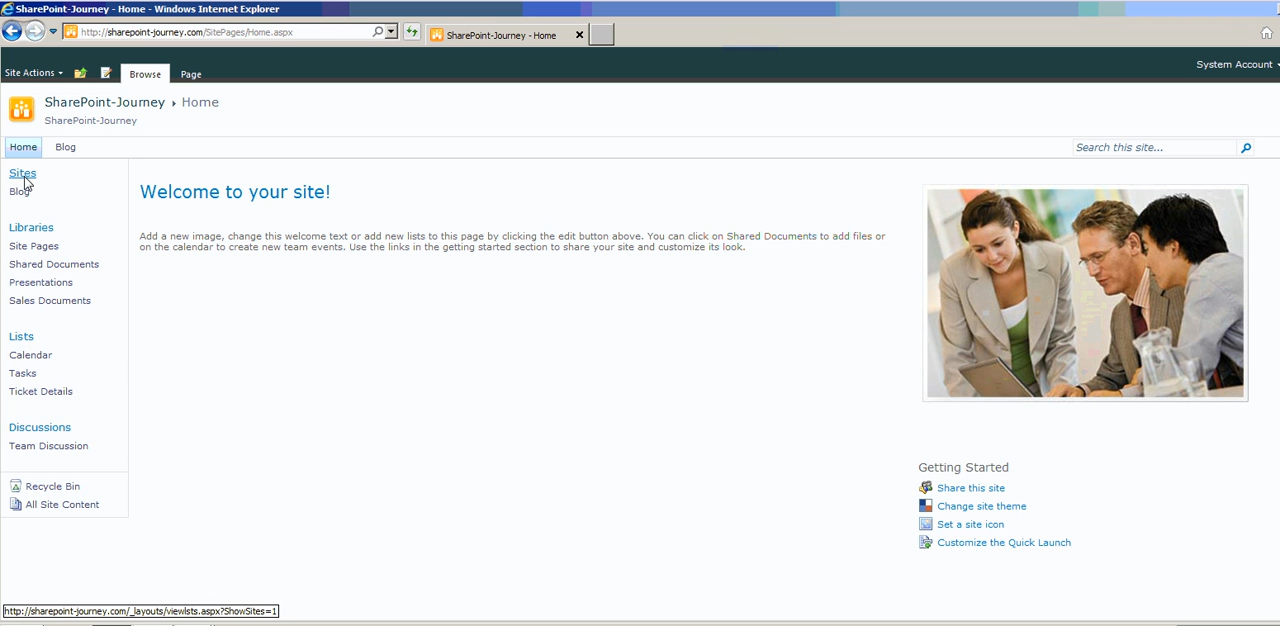 SharePoint-Journey - Home - Windows Internet Explorer
http://sharepoint-journey.com/SitePages/Home.aspx
SharePoint-Journey - Home
Site Actions
Browse
Page
System Account
SharePoint-Journey ▸ Home
SharePoint-Journey
Home
Blog
Search this site...
Sites
Blog
Libraries
Site Pages
Shared Documents
Presentations
Sales Documents
Lists
Calendar
Tasks
Ticket Details
Discussions
Team Discussion
Recycle Bin
All Site Content
Welcome to your site!
Add a new image, change this welcome text or add new lists to this page by clicking the edit button above. You can click on Shared Documents to add files or
on the calendar to create new team events. Use the links in the getting started section to share your site and customize its look.
Getting Started
Share this site
Change site theme
Set a site icon
Customize the Quick Launch
http://sharepoint-journey.com/_layouts/viewlsts.aspx?ShowSites=1